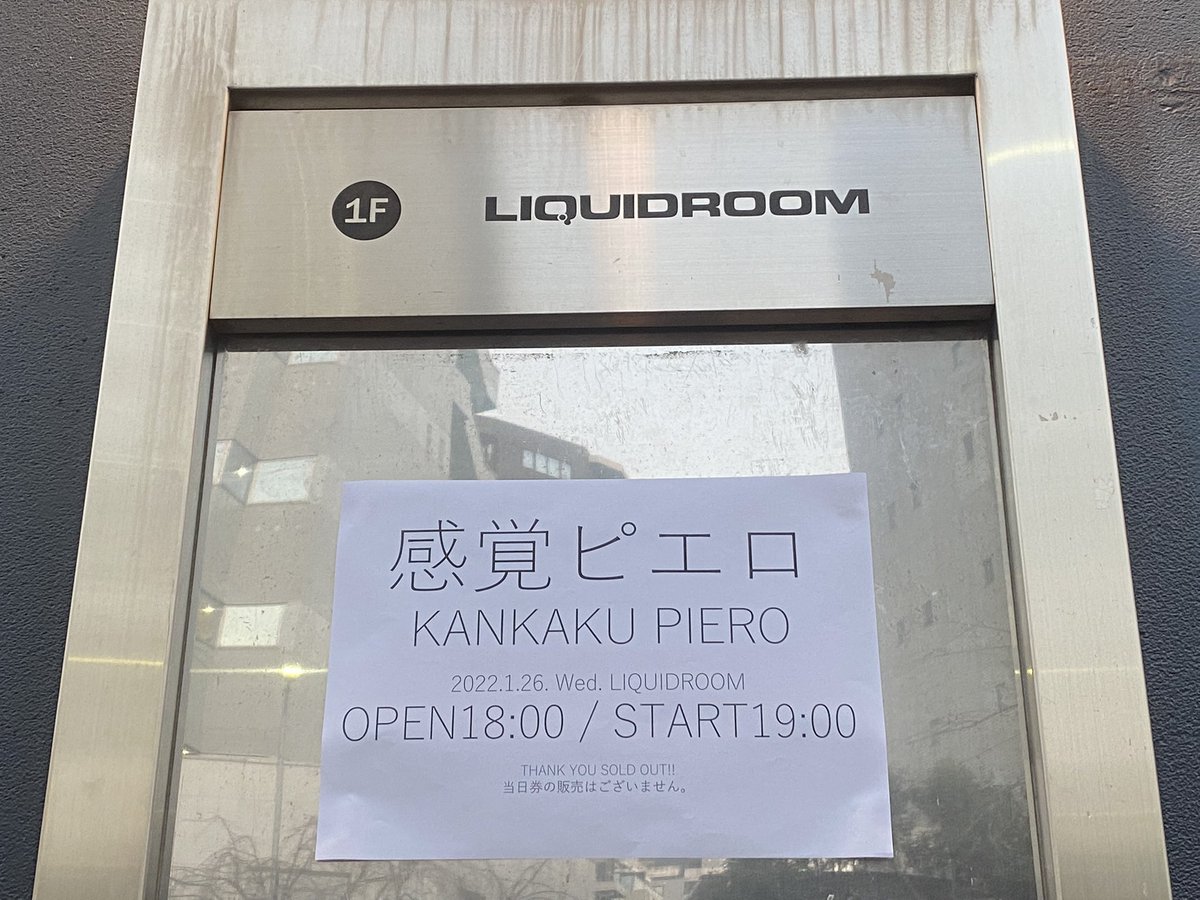 1F LIQUIDROOM
感覚ピエロ
KANKAKU PIERO
2022.1.26. Wed. LIQUIDROOM
OPEN18:00 / START19:00
THANK YOU SOLD OUT!!
当日券の販売はございません。